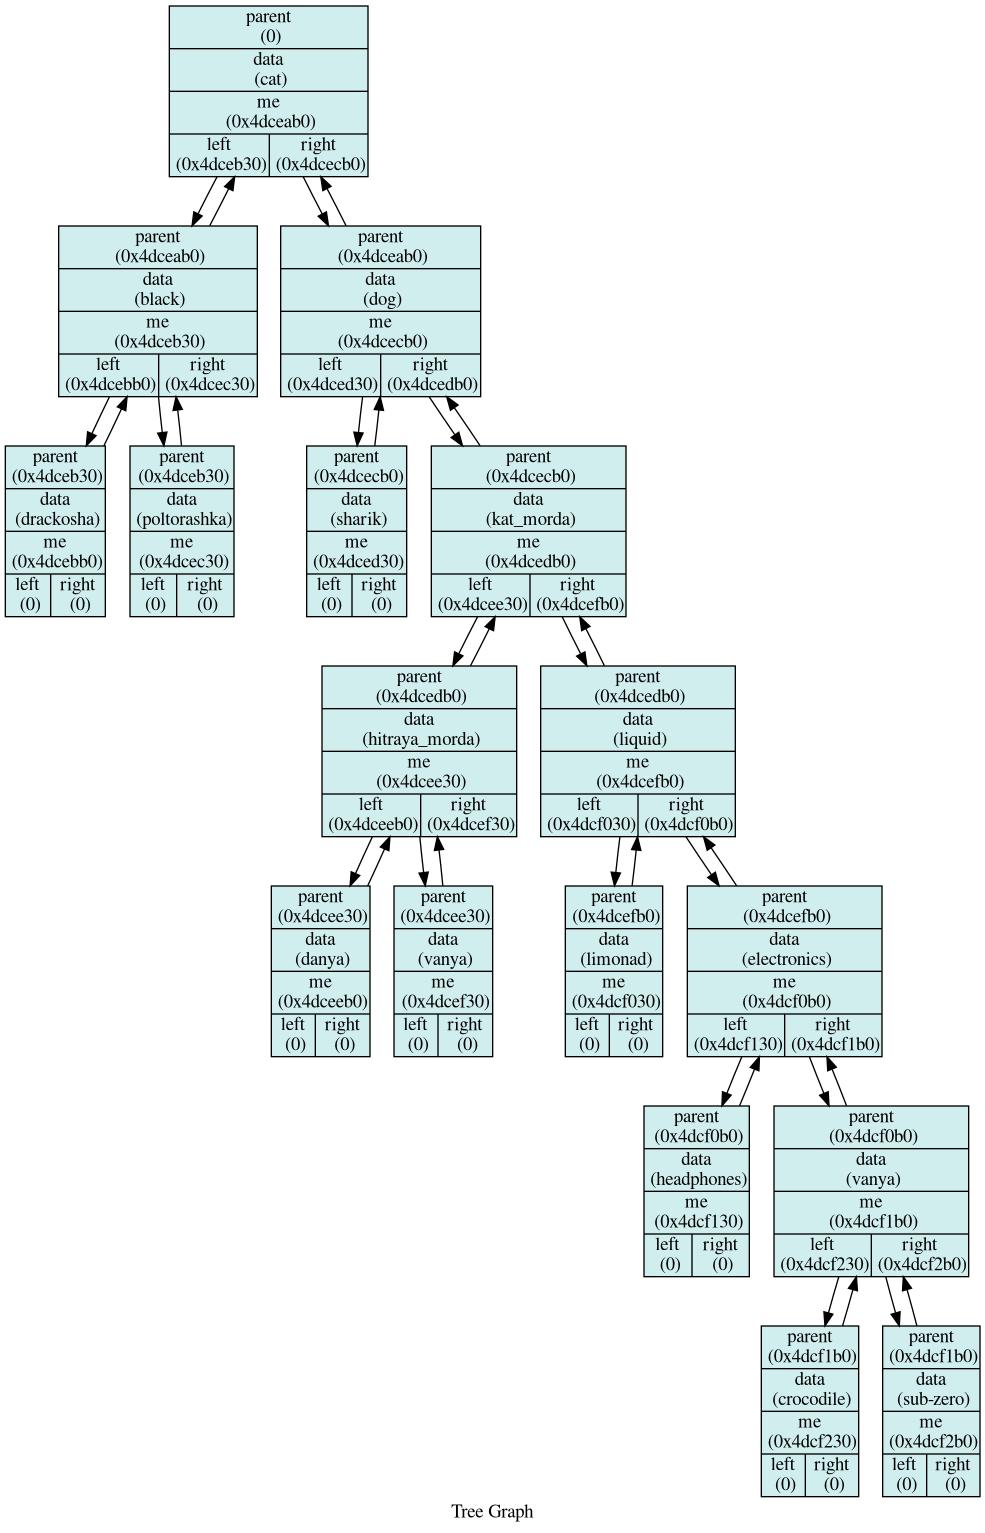 parent
(0)
data
(cat)
me
(0x4dceab0)
left
(0x4dceb30)
right
(0x4dcecb0)
parent
(0x4dceab0)
data
(black)
me
(0x4dceb30)
left
(0x4dcebb0)
right
(0x4dcec30)
parent
(0x4dceab0)
data
(dog)
me
(0x4dcecb0)
left
(0x4dced30)
right
(0x4dcedb0)
parent
(0x4dceb30)
data
(drackosha)
me
(0x4dcebb0)
left
(0)
right
(0)
parent
(0x4dceb30)
data
(poltorashka)
me
(0x4dcec30)
left
(0)
right
(0)
parent
(0x4dcecb0)
data
(sharik)
me
(0x4dced30)
left
(0)
right
(0)
parent
(0x4dcecb0)
data
(kat_morda)
me
(0x4dcedb0)
left
(0x4dcee30)
right
(0x4dcefb0)
parent
(0x4dcedb0)
data
(hitraya_morda)
me
(0x4dcee30)
left
(0x4dceeb0)
right
(0x4dcef30)
parent
(0x4dcedb0)
data
(liquid)
me
(0x4dcefb0)
left
(0x4dcf030)
right
(0x4dcf0b0)
parent
(0x4dcee30)
data
(danya)
me
(0x4dceeb0)
left
(0)
right
(0)
parent
(0x4dcee30)
data
(vanya)
me
(0x4dcef30)
left
(0)
right
(0)
parent
(0x4dcefb0)
data
(limonad)
me
(0x4dcf030)
left
(0)
right
(0)
parent
(0x4dcefb0)
data
(electronics)
me
(0x4dcf0b0)
left
(0x4dcf130)
right
(0x4dcf1b0)
parent
(0x4dcf0b0)
data
(headphones)
me
(0x4dcf130)
left
(0)
right
(0)
parent
(0x4dcf0b0)
data
(vanya)
me
(0x4dcf1b0)
left
(0x4dcf230)
right
(0x4dcf2b0)
parent
(0x4dcf1b0)
data
(crocodile)
me
(0x4dcf230)
left
(0)
right
(0)
parent
(0x4dcf1b0)
data
(sub-zero)
me
(0x4dcf2b0)
left
(0)
right
(0)
Tree Graph